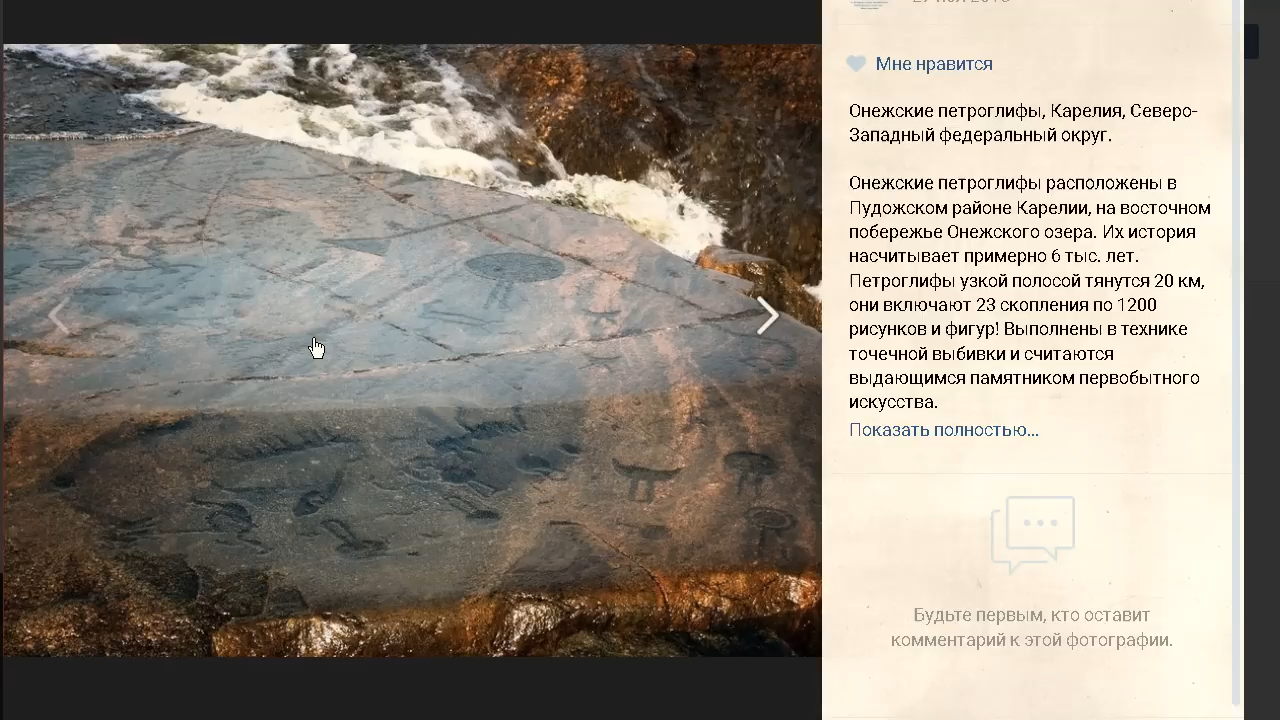 Мне нравится
Онежские петроглифы, Карелия, Северо-
Западный федеральный округ.
Онежские петроглифы расположены в
Пудожском районе Карелии, на восточном
побережье Онежского озера. Их история
насчитывает примерно 6 тыс. лет.
Петроглифы узкой полосой тянутся 20 км,
они включают 23 скопления по 1200
рисунков и фигур! Выполнены в технике
точечной выбивки и считаются
выдающимся памятником первобытного
искусства.
Показать полностью...
Будьте первым, кто оставит
комментарий к этой фотографии.